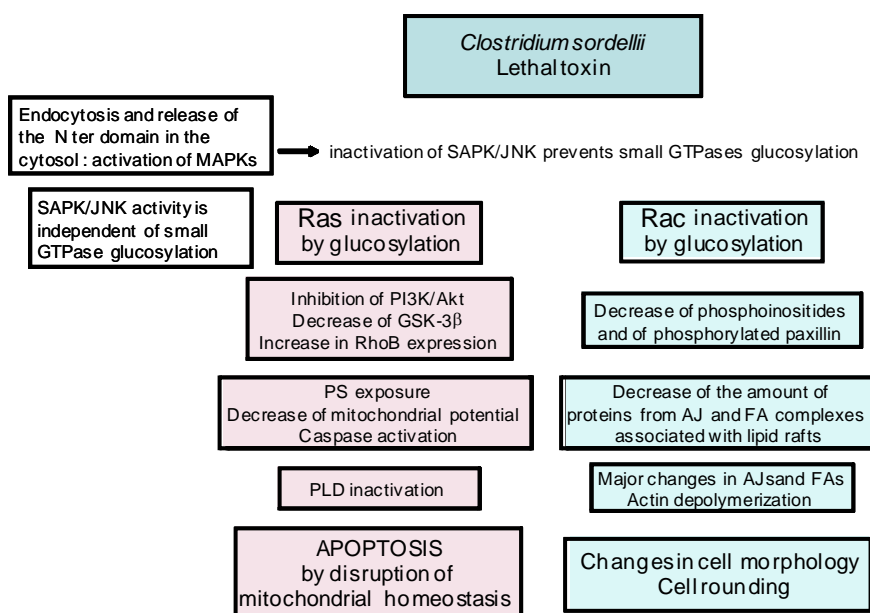 Clostridium sordellii
Lethal toxin
Endocytosis and release of
the N ter domain in the
cytosol : activation of MAPKs
inactivation of SAPK/JNK prevents small GTPases glucosylation
SAPK/JNK activity is
independent of small
GTPase glucosylation
Ras inactivation
by glucosylation
Rac inactivation
by glucosylation
Inhibition of PI3K/Akt
Decrease of GSK-3β
Increase in RhoB expression
Decrease of phosphoinositides
and of phosphorylated paxillin
PS exposure
Decrease of mitochondrial potential
Caspase activation
Decrease of the amount of
proteins from AJ and FA complexes
associated with lipid rafts
PLD inactivation
Major changes in AJsand FAs
Actin depolymerization
APOPTOSIS
by disruption of
mitochondrial homeostasis
Changes in cell morphology
Cell rounding